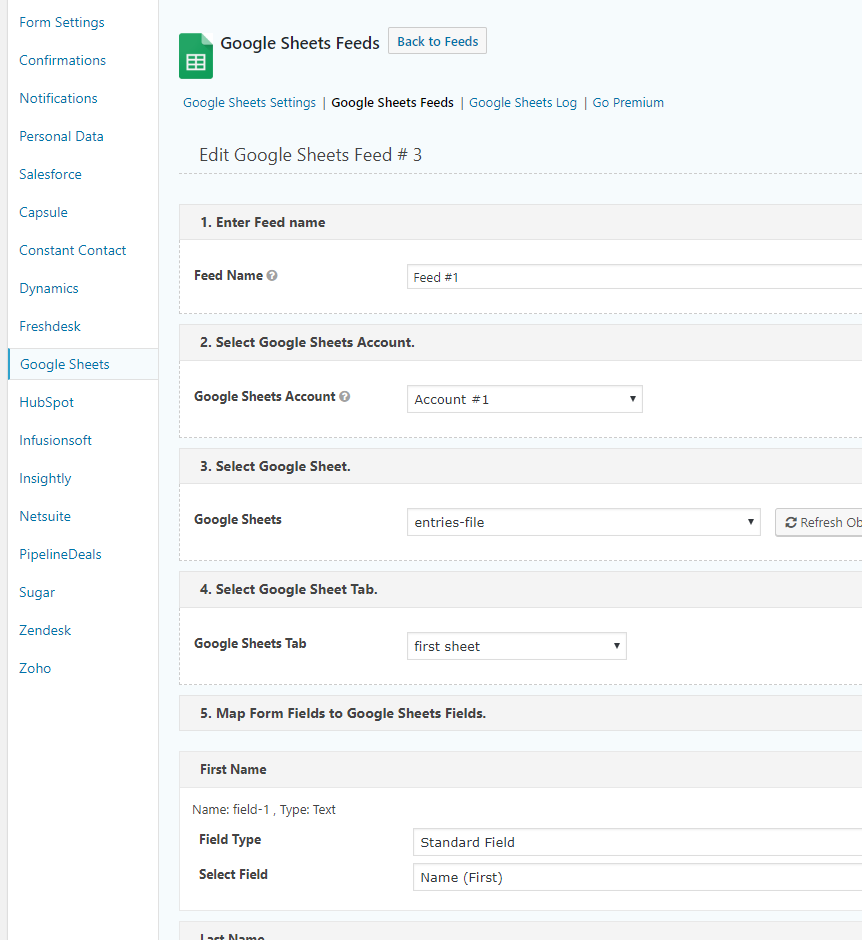 Form Settings
Confirmations
Notifications
Personal Data
Salesforce
Capsule
Constant Contact
Dynamics
Freshdesk
Google Sheets
HubSpot
Infusionsoft
Insightly
Netsuite
PipelineDeals
Sugar
Zendesk
Zoho
Google Sheets Feeds Back to Feeds
Google Sheets Settings | Google Sheets Feeds | Google Sheets Log | Go Premium
Edit Google Sheets Feed # 3
1. Enter Feed name
Feed Name Feed #1
2. Select Google Sheets Account.
Google Sheets Account Account #1
3. Select Google Sheet.
Google Sheets entries-file Refresh Ob
4. Select Google Sheet Tab.
Google Sheets Tab first sheet
5. Map Form Fields to Google Sheets Fields.
First Name
Name: field-1 , Type: Text
Field Type Standard Field
Select Field Name (First)
Last Name